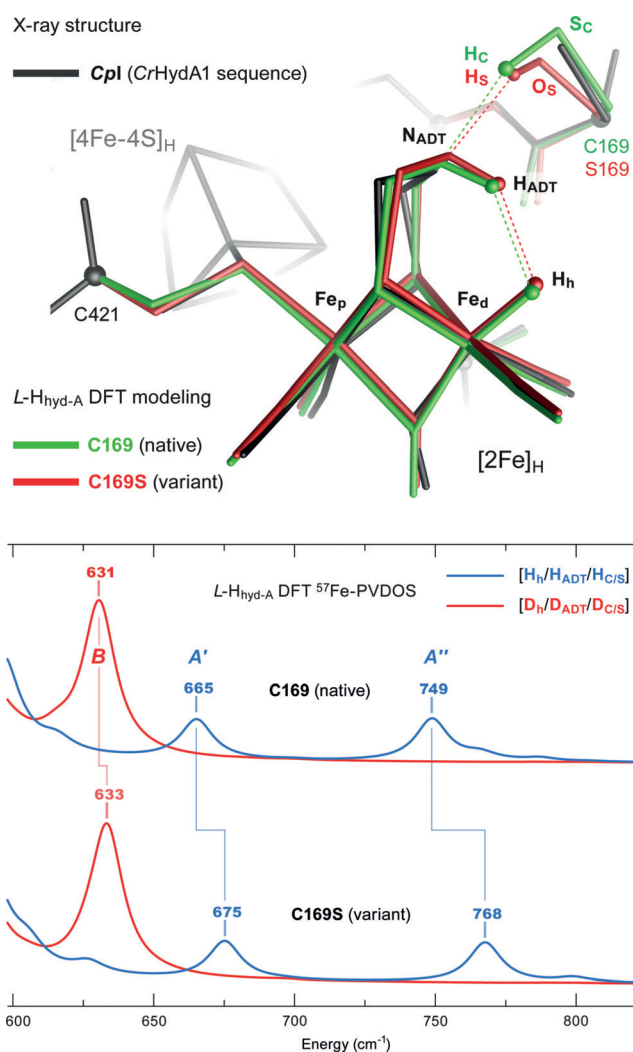 X-ray structure
CpI (CrHydA1 sequence)
[4Fe-4S]H
HC
SC
HS
OS
NADT
C169
S169
HADT
C421
Fep
Fed
Hh
L-Hhyd-A DFT modeling
C169 (native)
C169S (variant)
[2Fe]H
631
L-Hhyd-A DFT 57Fe-PVDOS
[Hh/HADT/HC/S]
[Dh/DADT/DC/S]
B
A'
A''
665
C169 (native)
749
633
675
C169S (variant)
768
600
650
700
750
800
Energy (cm-1)